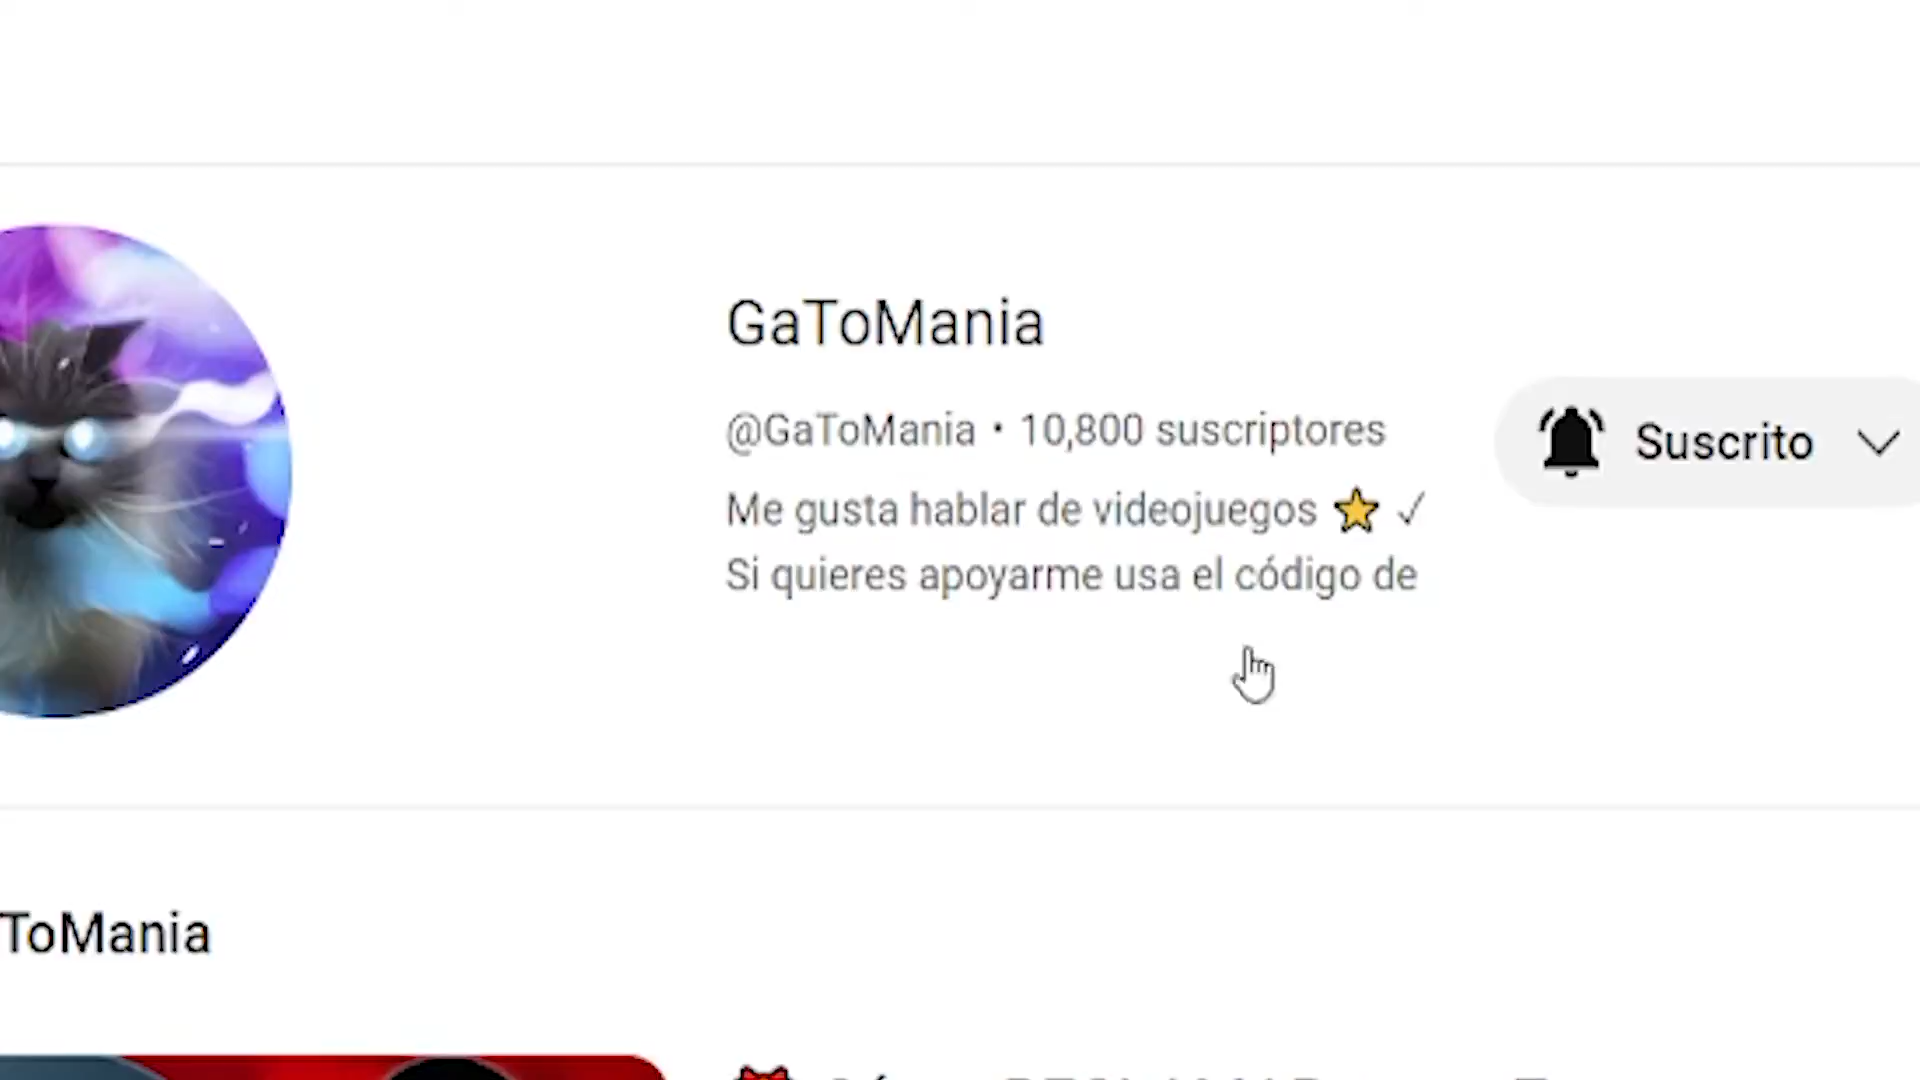 GaToMania
@GaToMania • 10,800 suscriptores
Me gusta hablar de videojuegos ⭐ ✓
Si quieres apoyarme usa el código de
Suscrito
ToMania